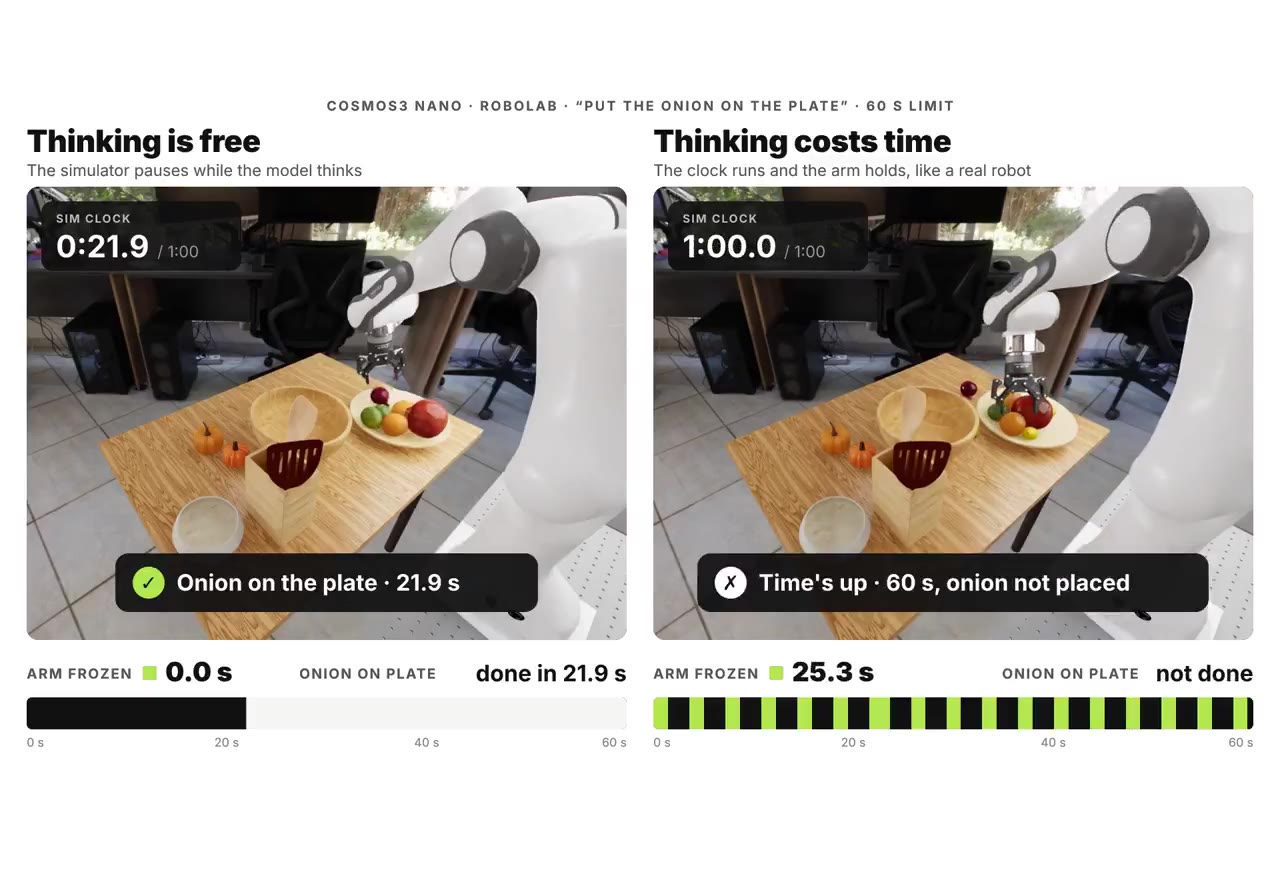 COSMOS3 NANO · ROBOLAB · “PUT THE ONION ON THE PLATE” · 60 S LIMIT
Thinking is free
The simulator pauses while the model thinks
SIM CLOCK
0:21.9 / 1:00
✓ Onion on the plate · 21.9 s
ARM FROZEN 0.0 s ONION ON PLATE done in 21.9 s
0 s 20 s 40 s 60 s
Thinking costs time
The clock runs and the arm holds, like a real robot
SIM CLOCK
1:00.0 / 1:00
✗ Time's up · 60 s, onion not placed
ARM FROZEN 25.3 s ONION ON PLATE not done
0 s 20 s 40 s 60 s